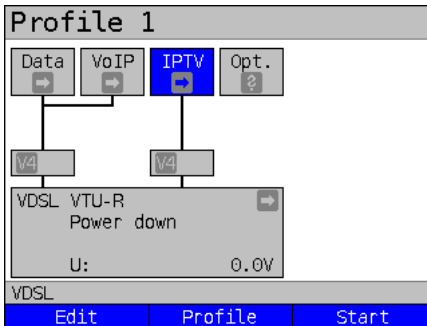 Profile 1
Data VoIP IPTV Opt.
?
V4 V4
VDSL VTU-R
Power down
U: 0.0V
VDSL
Edit Profile Start